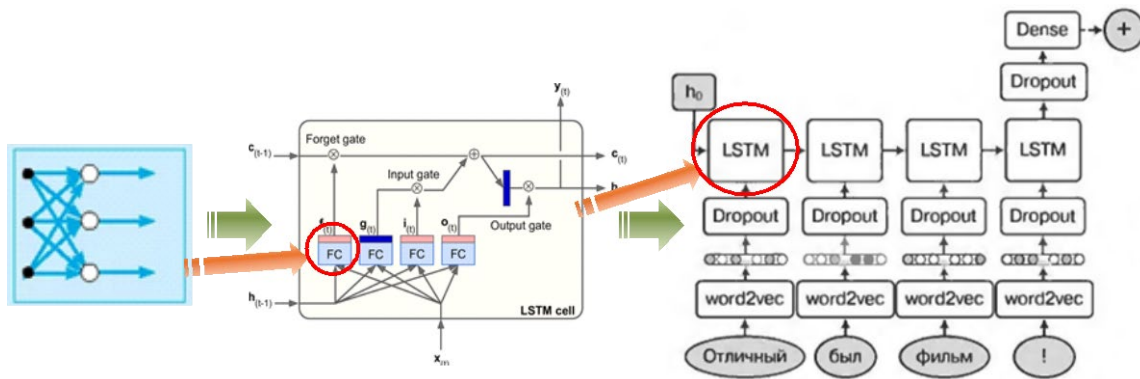 Forget gate
c(t-1)
f(t)
g(t)
Input gate
i(t)
o(t)
Output gate
y(t)
c(t)
h
FC
FC
FC
FC
h(t-1)
LSTM cell
x(t)
h₀
Dense
+
Dropout
LSTM
LSTM
LSTM
LSTM
Dropout
Dropout
Dropout
Dropout
word2vec
word2vec
word2vec
word2vec
Отличный
был
фильм
!